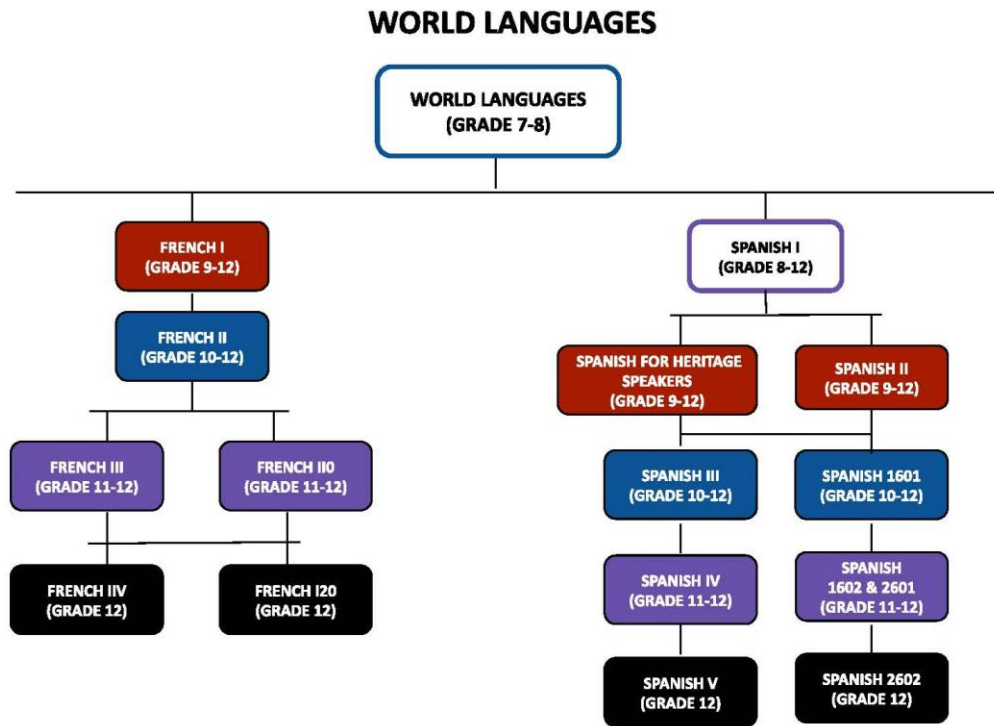 WORLD LANGUAGES
WORLD LANGUAGES
(GRADE 7-8)
FRENCH I
(GRADE 9-12)
SPANISH I
(GRADE 8-12)
FRENCH II
(GRADE 10-12)
SPANISH FOR HERITAGE
SPEAKERS
(GRADE 9-12)
SPANISH II
(GRADE 9-12)
FRENCH III
(GRADE 11-12)
FRENCH II0
(GRADE 11-12)
SPANISH III
(GRADE 10-12)
SPANISH 1601
(GRADE 10-12)
FRENCH IIV
(GRADE 12)
FRENCH I20
(GRADE 12)
SPANISH IV
(GRADE 11-12)
SPANISH
1602 & 2601
(GRADE 11-12)
SPANISH V
(GRADE 12)
SPANISH 2602
(GRADE 12)